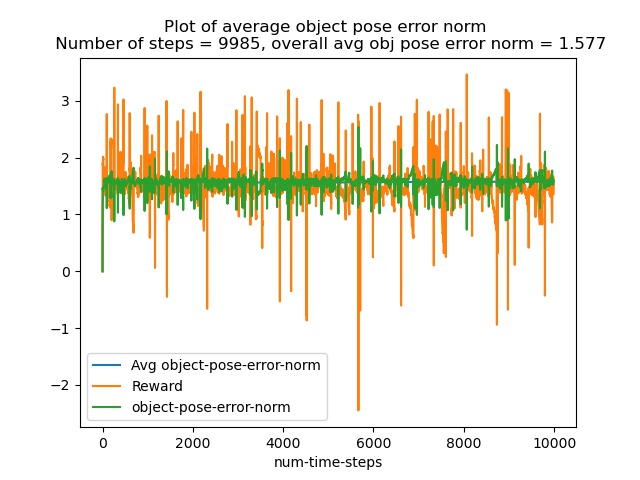 Plot of average object pose error norm
Number of steps = 9985, overall avg obj pose error norm = 1.577
3
2
1
0
−1
−2
Avg object-pose-error-norm
Reward
object-pose-error-norm
0 2000 4000 6000 8000 10000
num-time-steps